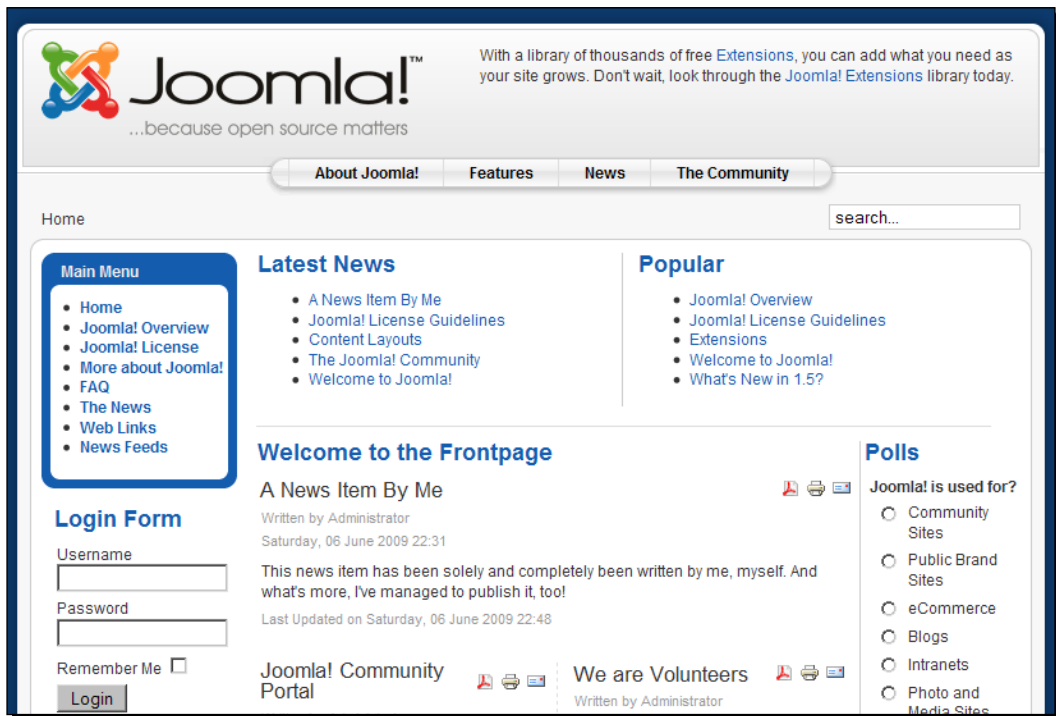 Joomla!™
...because open source matters
With a library of thousands of free Extensions, you can add what you need as
your site grows. Don't wait, look through the Joomla! Extensions library today.
About Joomla!
Features
News
The Community
Home
search...
Main Menu
Home
Joomla! Overview
Joomla! License
More about Joomla!
FAQ
The News
Web Links
News Feeds
Login Form
Username
Password
Remember Me
Login
Latest News
A News Item By Me
Joomla! License Guidelines
Content Layouts
The Joomla! Community
Welcome to Joomla!
Popular
Joomla! Overview
Joomla! License Guidelines
Extensions
Welcome to Joomla!
What's New in 1.5?
Welcome to the Frontpage
A News Item By Me
Written by Administrator
Saturday, 06 June 2009 22:31
This news item has been solely and completely been written by me, myself. And
what's more, I've managed to publish it, too!
Last Updated on Saturday, 06 June 2009 22:48
Joomla! Community
Portal
We are Volunteers
Written by Administrator
Polls
Joomla! is used for?
Community
Sites
Public Brand
Sites
eCommerce
Blogs
Intranets
Photo and
Media Sites